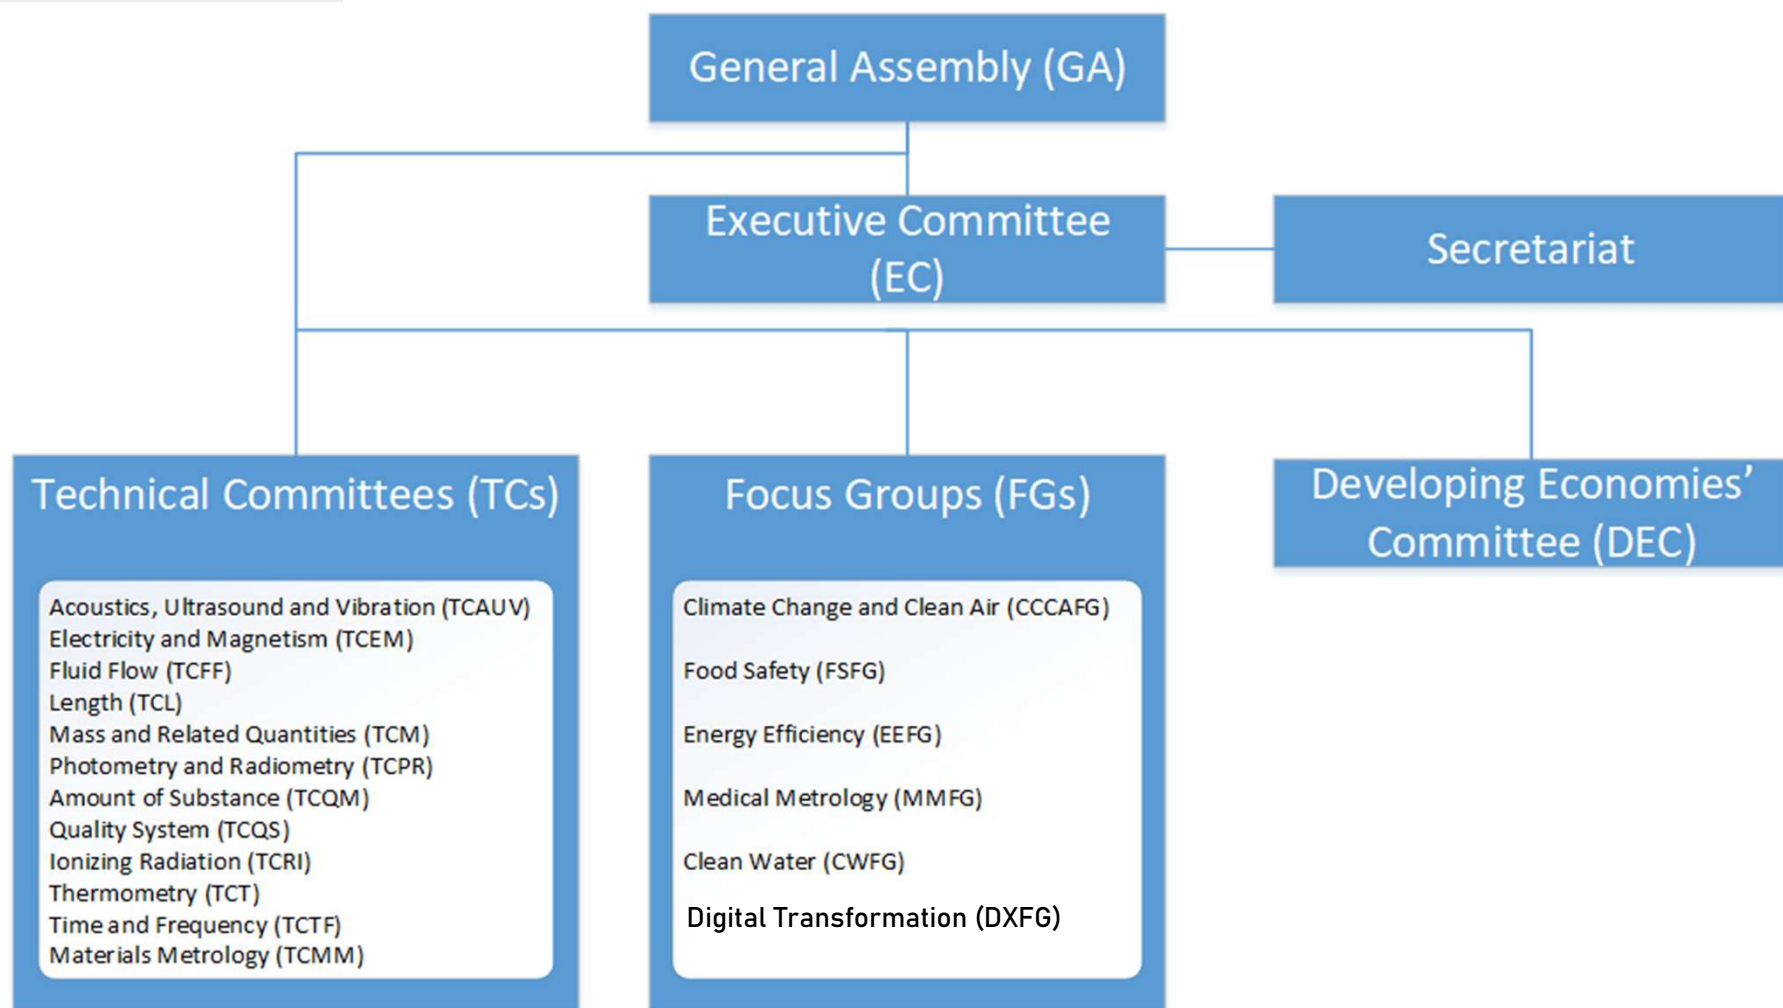 General Assembly (GA)
Executive Committee
(EC)
Secretariat
Technical Committees (TCs)
Acoustics, Ultrasound and Vibration (TCAUV)
Electricity and Magnetism (TCEM)
Fluid Flow (TCFF)
Length (TCL)
Mass and Related Quantities (TCM)
Photometry and Radiometry (TCPR)
Amount of Substance (TCQM)
Quality System (TCQS)
Ionizing Radiation (TCRI)
Thermometry (TCT)
Time and Frequency (TCTF)
Materials Metrology (TCMM)
Focus Groups (FGs)
Climate Change and Clean Air (CCCAFG)
Food Safety (FSFG)
Energy Efficiency (EEFG)
Medical Metrology (MMFG)
Clean Water (CWFG)
Digital Transformation (DXFG)
Developing Economies’
Committee (DEC)